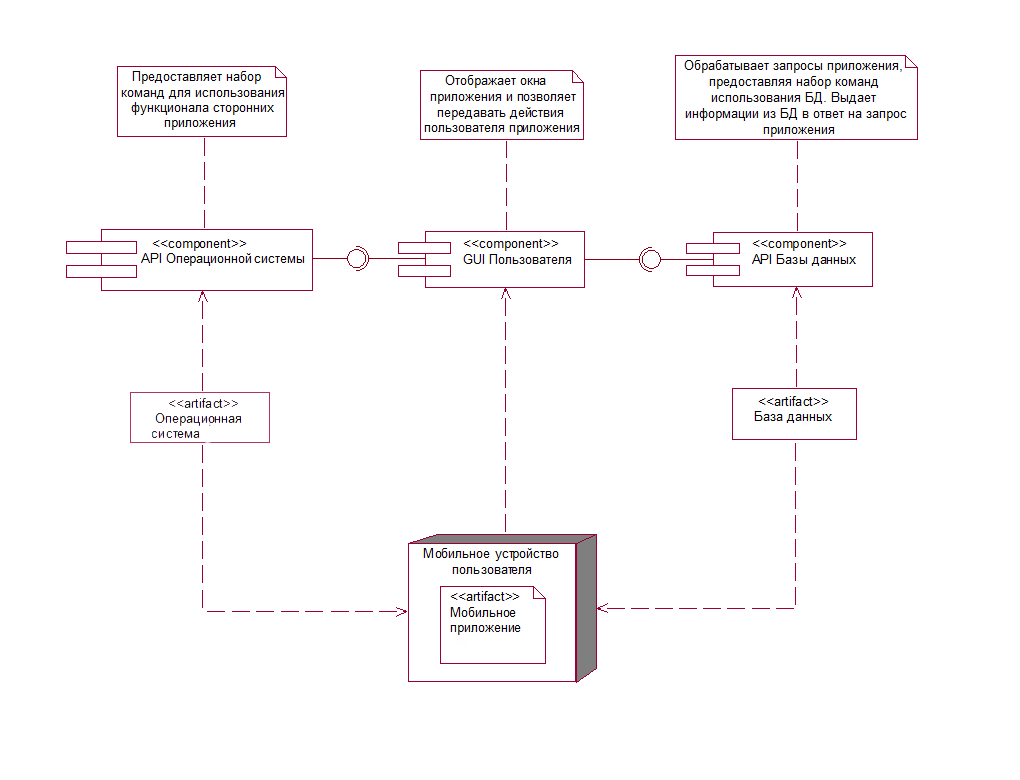 Предоставляет набор
команд для использования
функционала сторонних
приложения
Отображает окна
приложения и позволяет
передавать действия
пользователя приложения
Обрабатывает запросы приложения,
предоставляя набор команд
использования БД. Выдает
информации из БД в ответ на запрос
приложения
<<component>>
API Операционной системы
<<component>>
GUI Пользователя
<<component>>
API Базы данных
<<artifact>>
Операционная
система
<<artifact>>
База данных
Мобильное устройство
пользователя
<<artifact>>
Мобильное
приложение